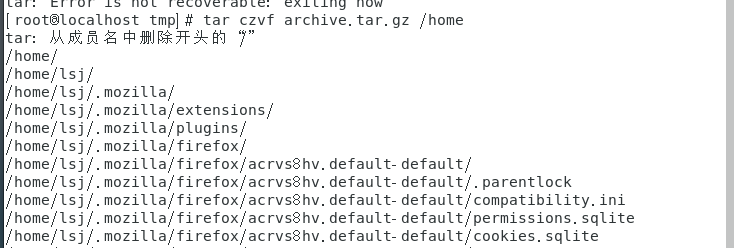 tar: Error is not recoverable: exiting now
[root@localhost tmp]# tar czvf archive.tar.gz /home
tar: 从成员名中删除开头的“/”
/home/
/home/lsj/
/home/lsj/.mozilla/
/home/lsj/.mozilla/extensions/
/home/lsj/.mozilla/plugins/
/home/lsj/.mozilla/firefox/
/home/lsj/.mozilla/firefox/acrvs8hv.default-default/
/home/lsj/.mozilla/firefox/acrvs8hv.default-default/.parentlock
/home/lsj/.mozilla/firefox/acrvs8hv.default-default/compatibility.ini
/home/lsj/.mozilla/firefox/acrvs8hv.default-default/permissions.sqlite
/home/lsj/.mozilla/firefox/acrvs8hv.default-default/cookies.sqlite